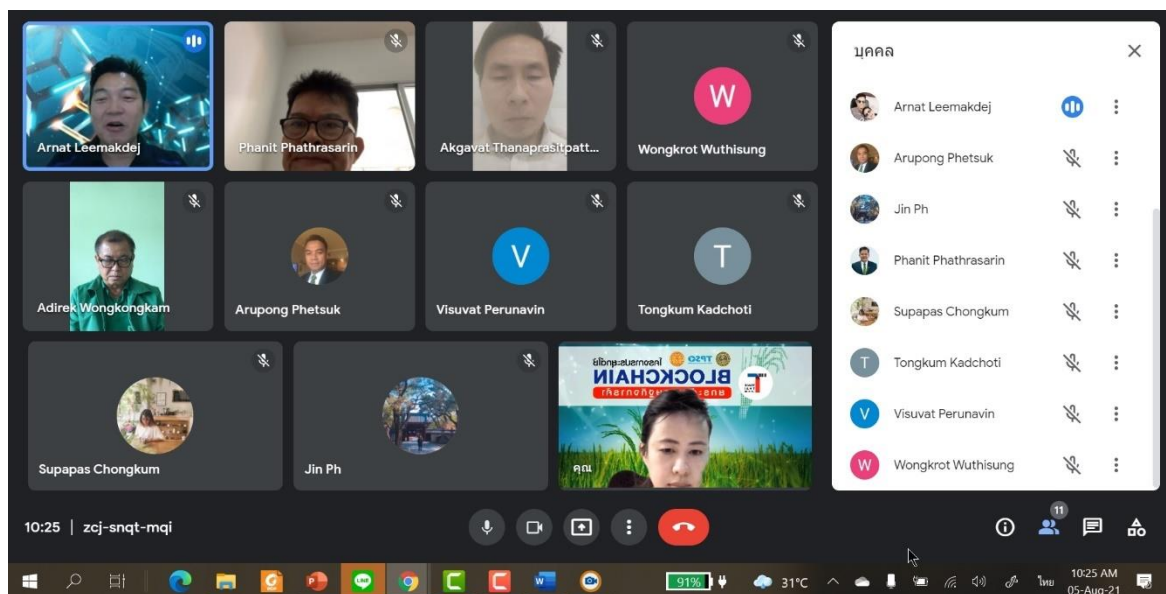 Arnat Leemakdej
Phanit Phathrasarin
Akgavat Thanaprasitpatt...
W
Wongkrot Wuthisung
Adirek Wongkongkam
Arupong Phetsuk
V
Visuvat Perunavin
T
Tongkum Kadchoti
Supapas Chongkum
Jin Ph
TPSO
BLOCKCHAIN
คุณ
บุคคล
Arnat Leemakdej
Arupong Phetsuk
Jin Ph
Phanit Phathrasarin
Supapas Chongkum
T Tongkum Kadchoti
V Visuvat Perunavin
W Wongkrot Wuthisung
10:25 | zcj-snqt-mqi
11
91%
31°C
ไทย
10:25 AM
05-Aug-21